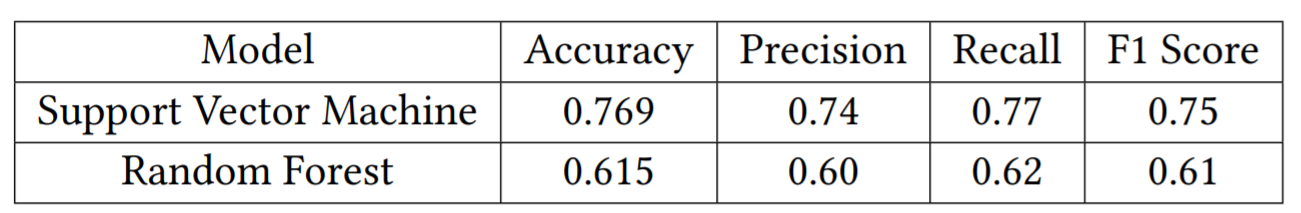 Model Accuracy Precision Recall F1 Score
Support Vector Machine 0.769 0.74 0.77 0.75
Random Forest 0.615 0.60 0.62 0.61